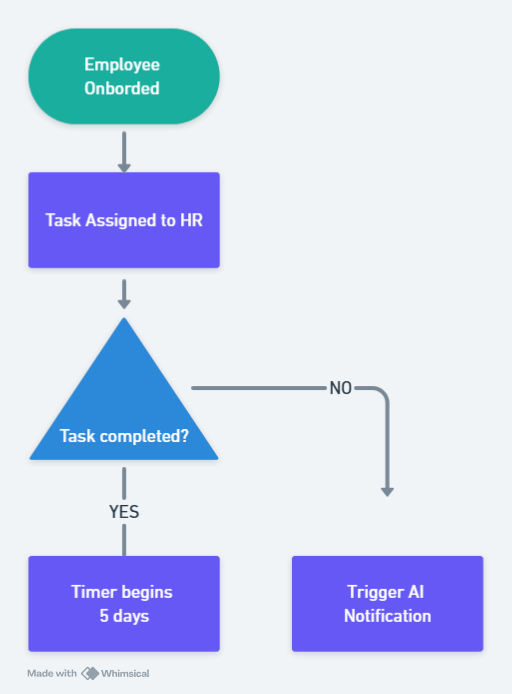 Employee
Onborded
Task Assigned to HR
Task completed?
NO
YES
Timer begins
5 days
Trigger AI
Notification
Made with Whimsical